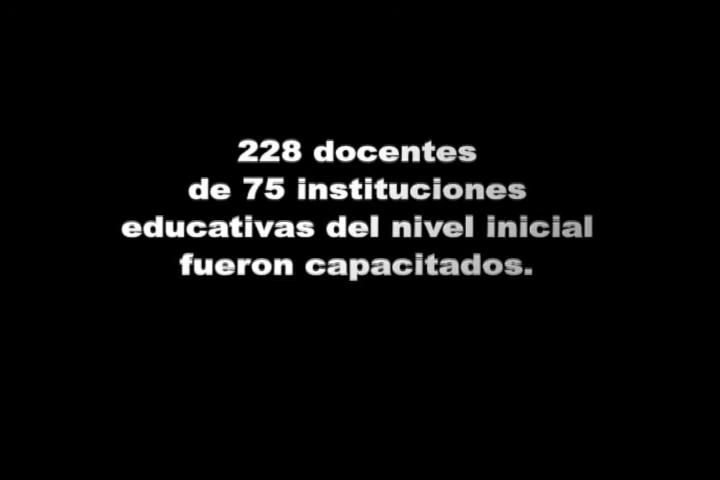 228 docentes
de 75 instituciones
educativas del nivel inicial
fueron capacitados.